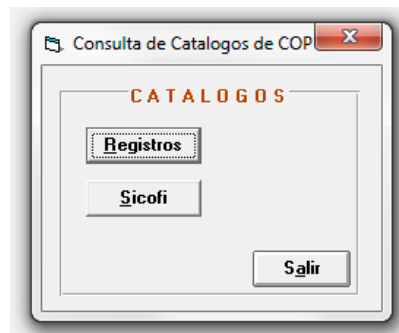 Consulta de Catalogos de COP
CATALOGOS
Registros
Sicofi
Salir